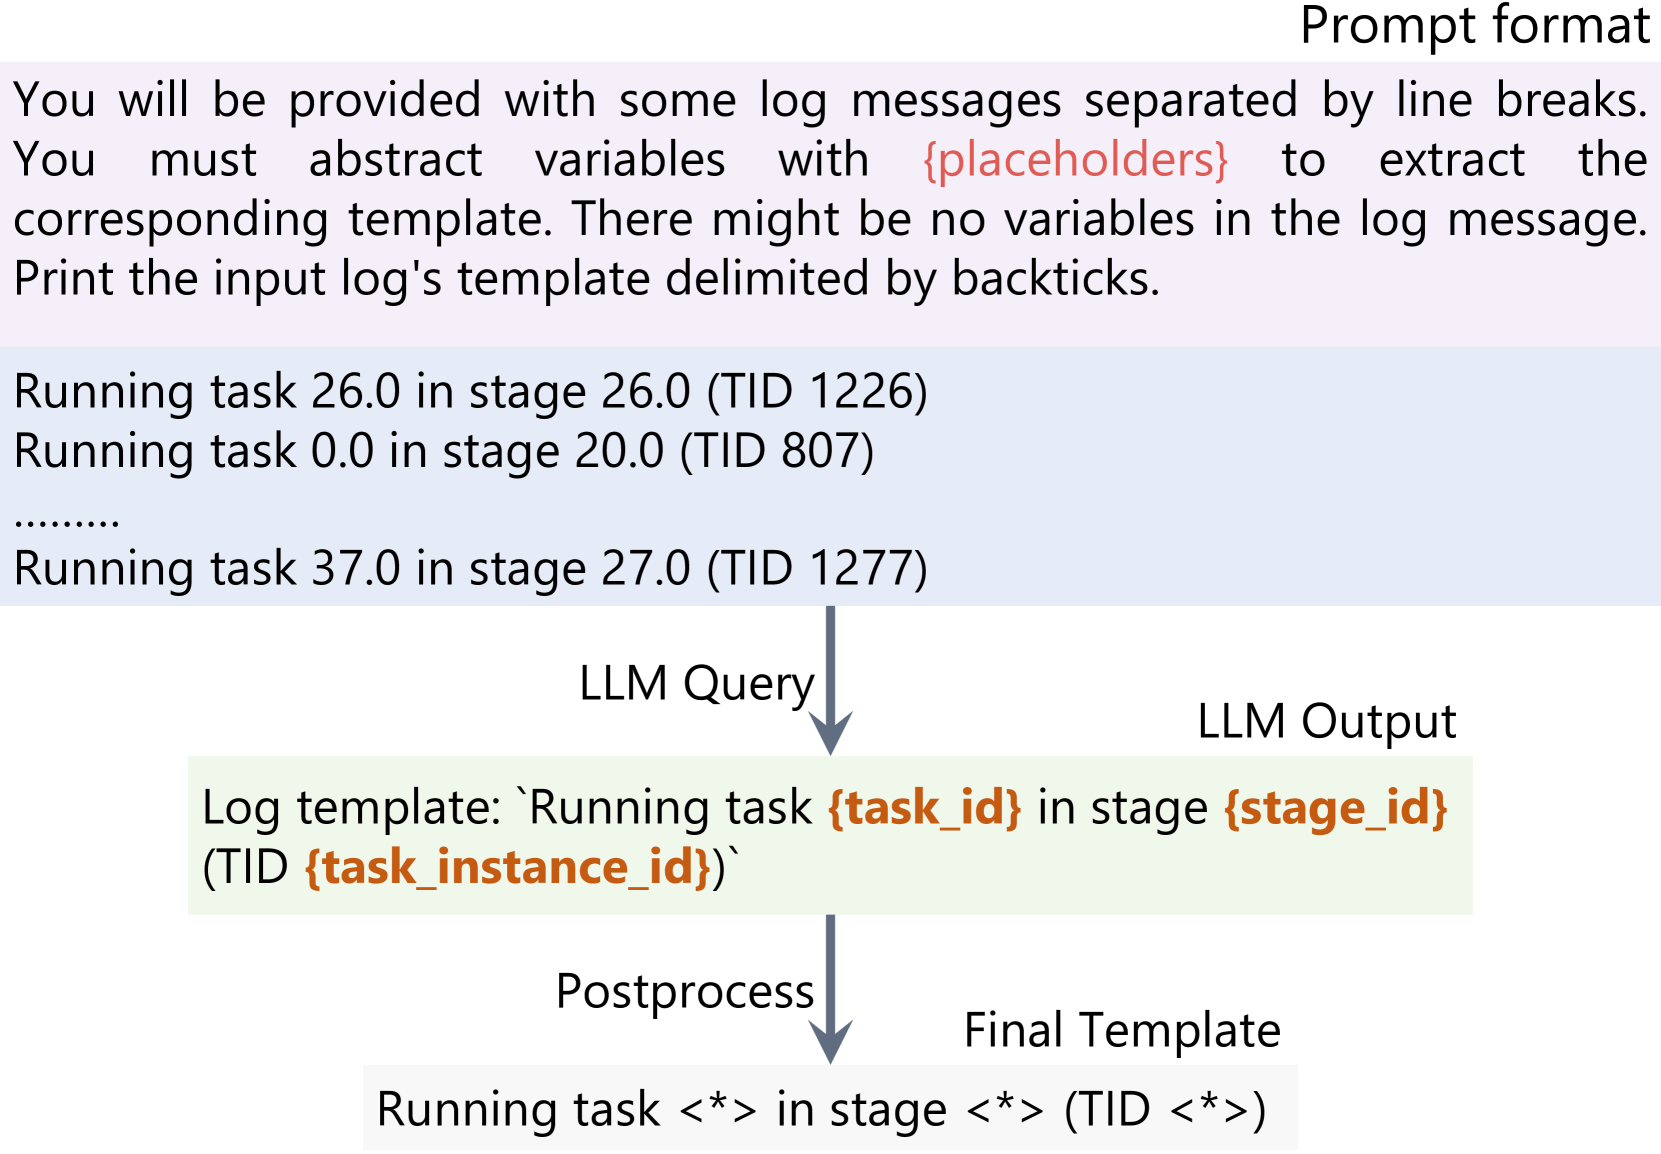 Prompt format
You will be provided with some log messages separated by line breaks.
You must abstract variables with {placeholders} to extract the
corresponding template. There might be no variables in the log message.
Print the input log's template delimited by backticks.
Running task 26.0 in stage 26.0 (TID 1226)
Running task 0.0 in stage 20.0 (TID 807)
.........
Running task 37.0 in stage 27.0 (TID 1277)
LLM Query
LLM Output
Log template: `Running task {task_id} in stage {stage_id}
(TID {task_instance_id})`
Postprocess
Final Template
Running task <*> in stage <*> (TID <*>)